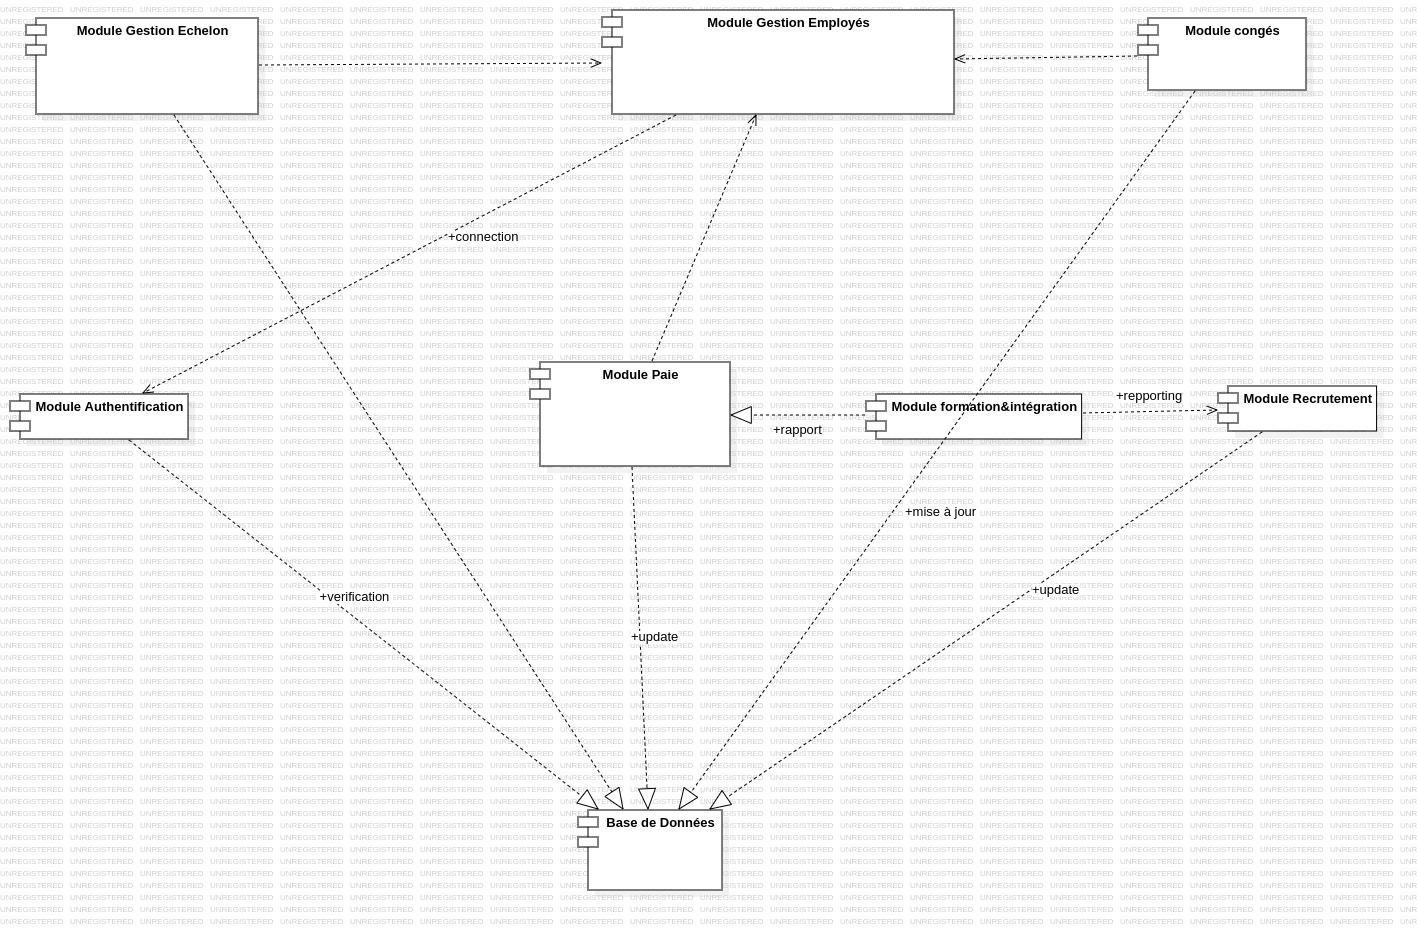 Module Gestion Echelon
Module Gestion Employés
Module congés
+connection
Module Authentification
Module Paie
Module formation&intégration
+repporting
Module Recrutement
+rapport
+mise à jour
+verification
+update
+update
Base de Données
UNREGISTERED